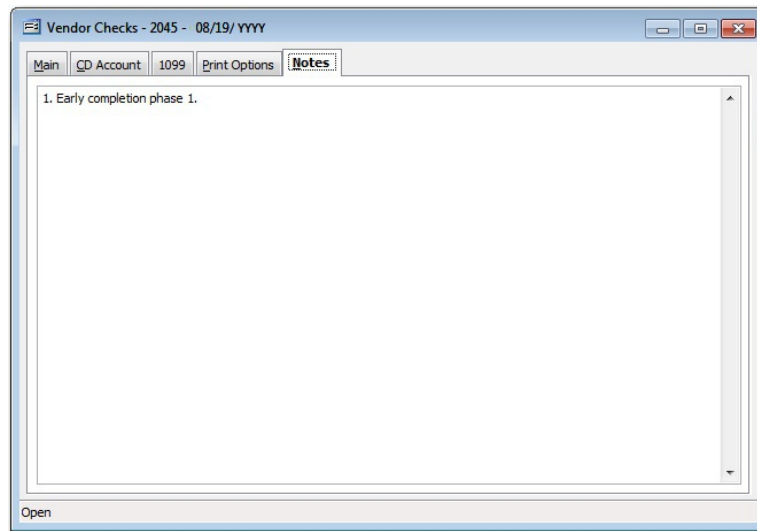 Vendor Checks - 2045 - 08/19/ YYYY
Main CD Account 1099 Print Options Notes
1. Early completion phase 1.
Open